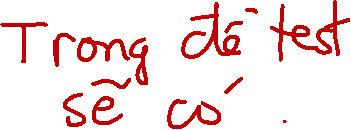 Trong đề test
sẽ có.